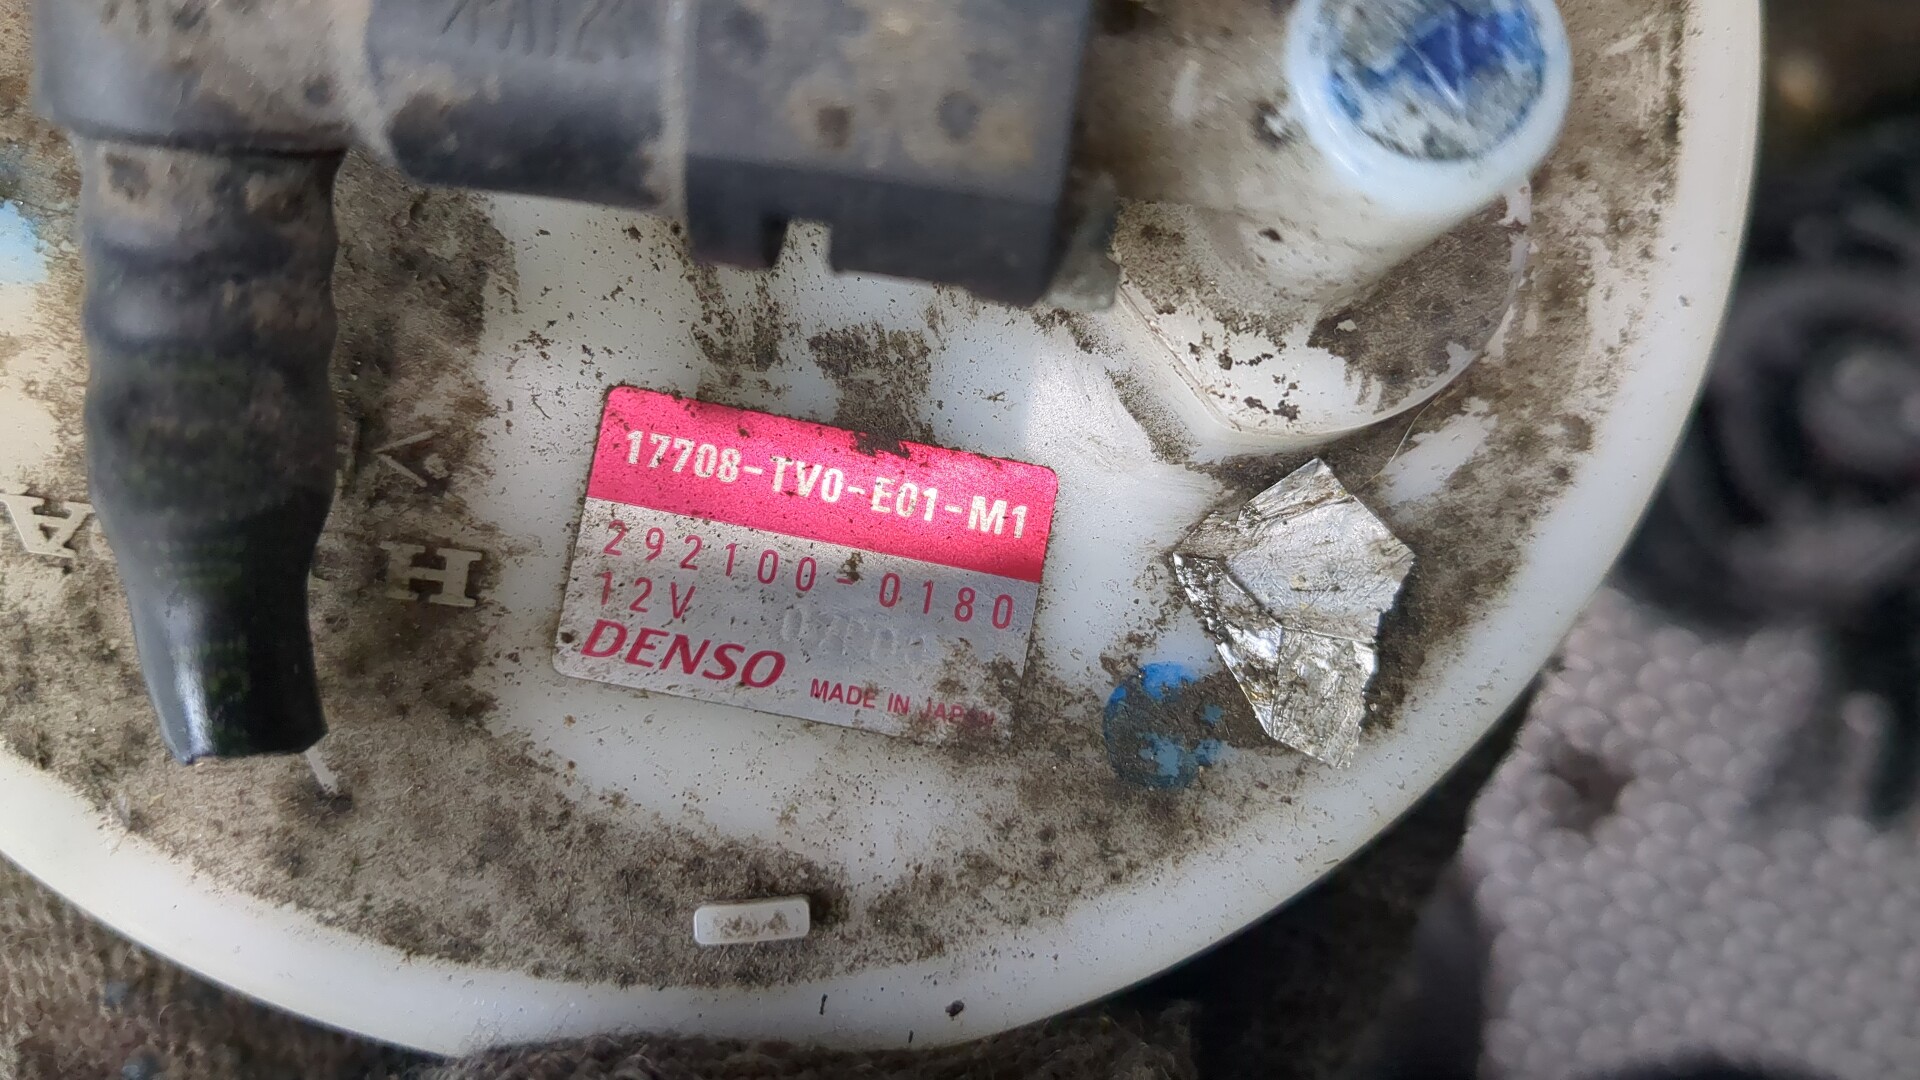 17708-TV0-E01-M1
292100-0180
12V
DENSO MADE IN JAPAN
A
H